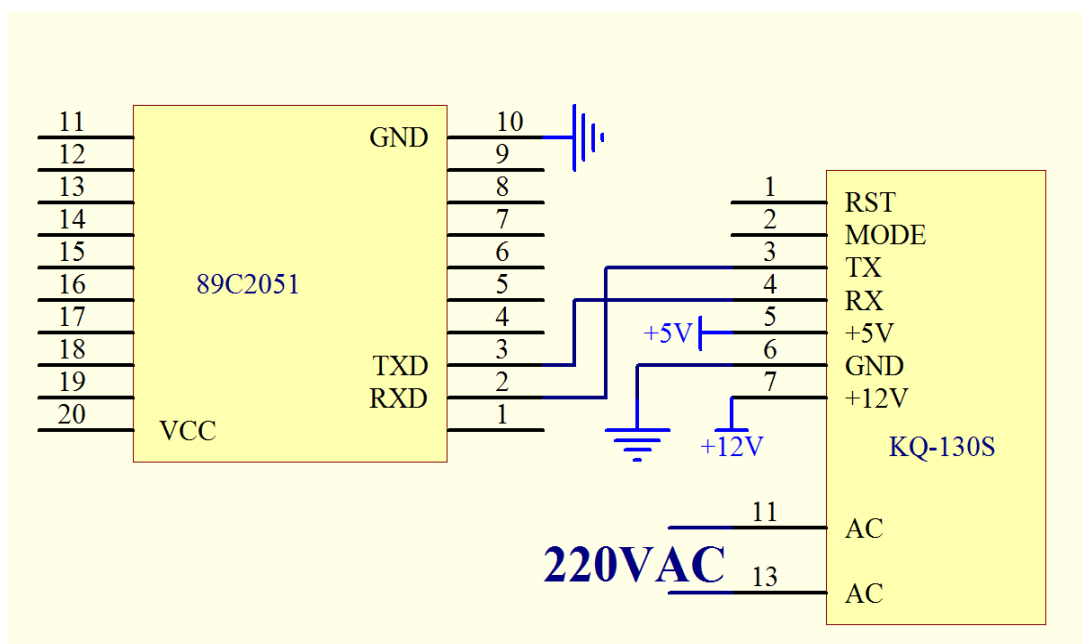 11
12
13
14
15
16
17
18
19
20
89C2051
GND
TXD
RXD
VCC
10
9
8
7
6
5
4
3
2
1
1
2
3
4
5
6
7
11
13
RST
MODE
TX
RX
+5V
GND
+12V
KQ-130S
AC
AC
+5V
+12V
220VAC